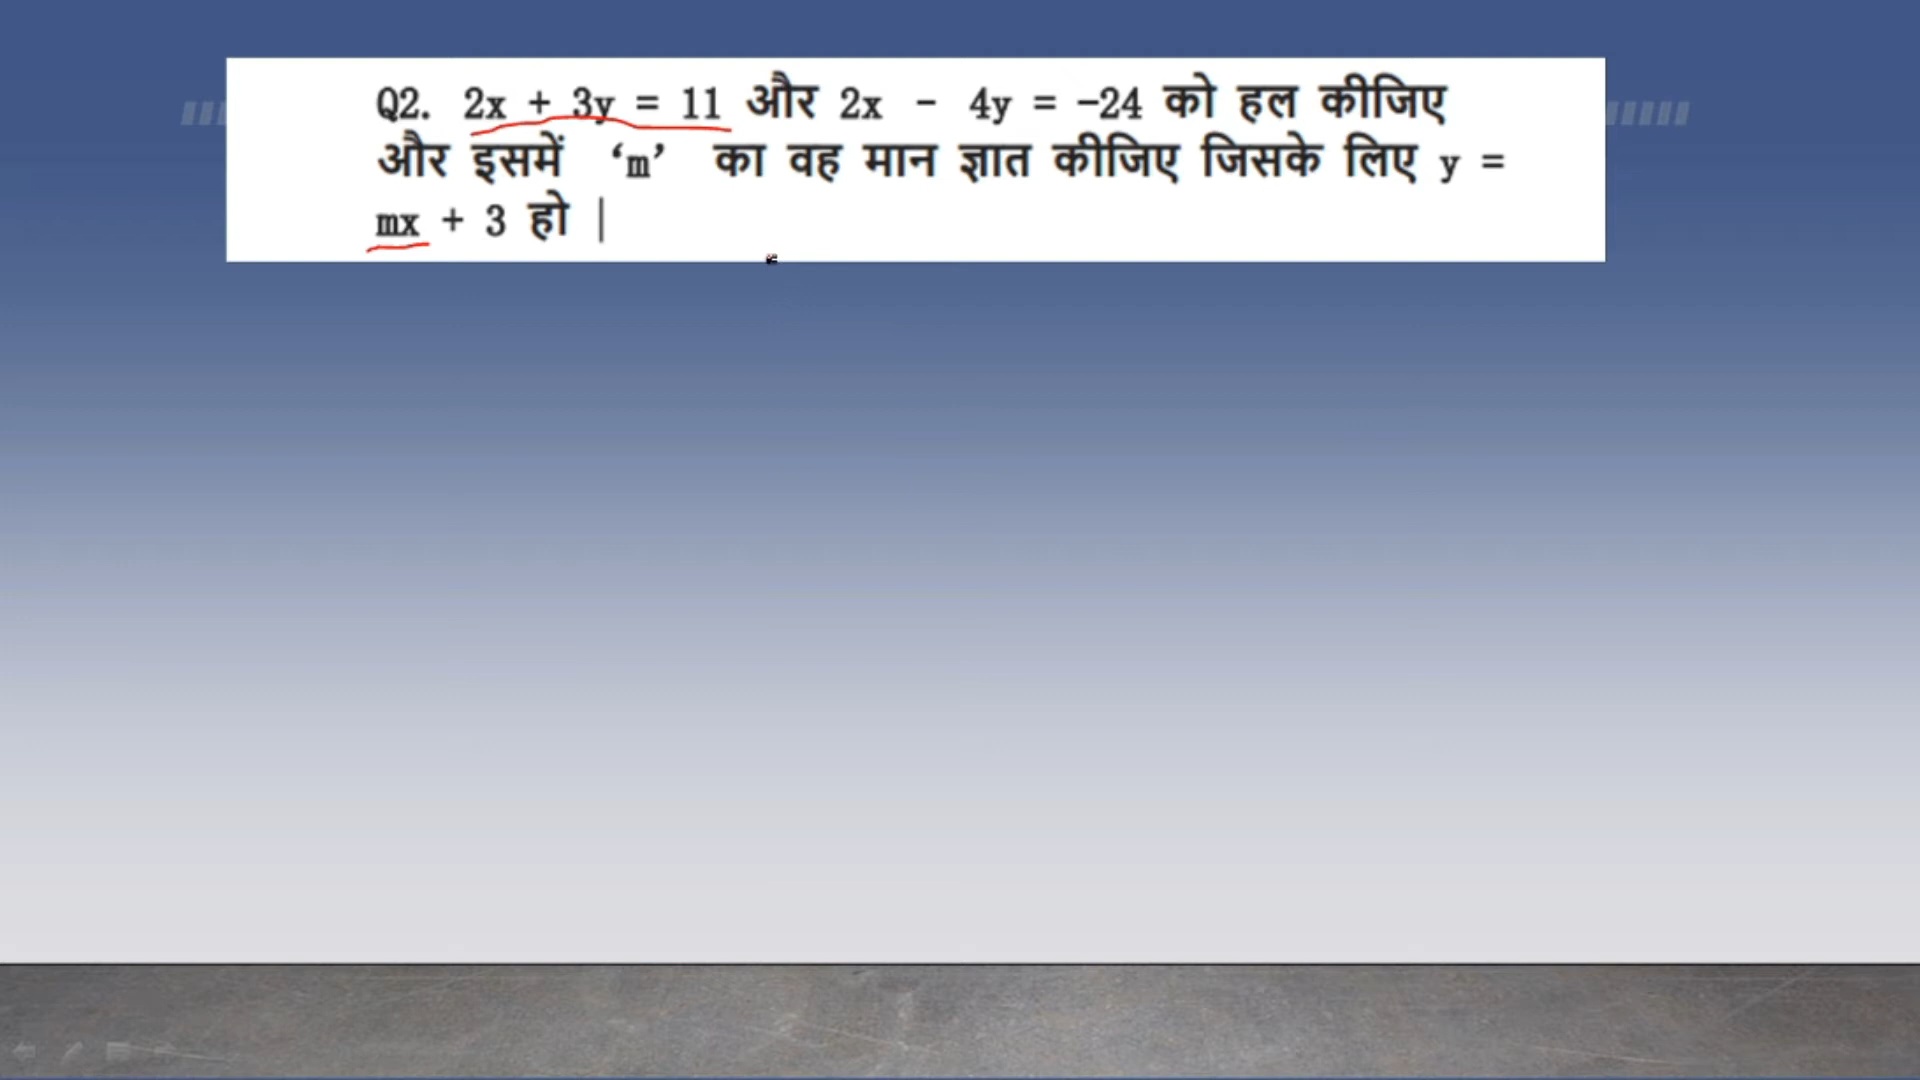 Q2. 2x + 3y = 11 और 2x - 4y = -24 को हल कीजिए
और इसमें ‘m’ का वह मान ज्ञात कीजिए जिसके लिए y =
mx + 3 हो |